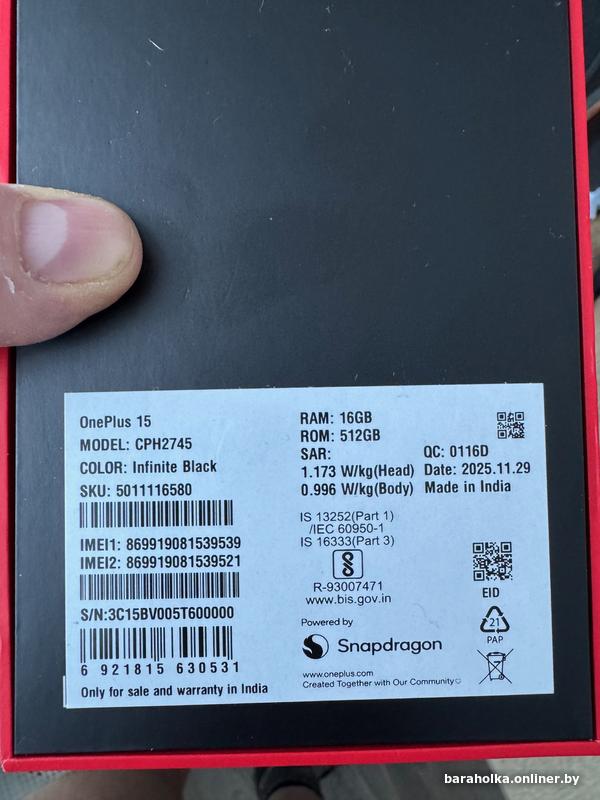 OnePlus 15
MODEL: CPH2745
COLOR: Infinite Black
SKU: 5011116580
IMEI1: 869919081539539
IMEI2: 869919081539521
S/N:3C15BV005T600000
6 921815 630531
Only for sale and warranty in India
RAM: 16GB
ROM: 512GB
SAR:
1.173 W/kg(Head)
0.996 W/kg(Body)
QC: 0116D
Date: 2025.11.29
Made in India
IS 13252(Part 1)
/IEC 60950-1
IS 16333(Part 3)
R-93007471
www.bis.gov.in
Powered by
Snapdragon
www.oneplus.com
Created Together with Our Community
EID
21
PAP
baraholka.onliner.by